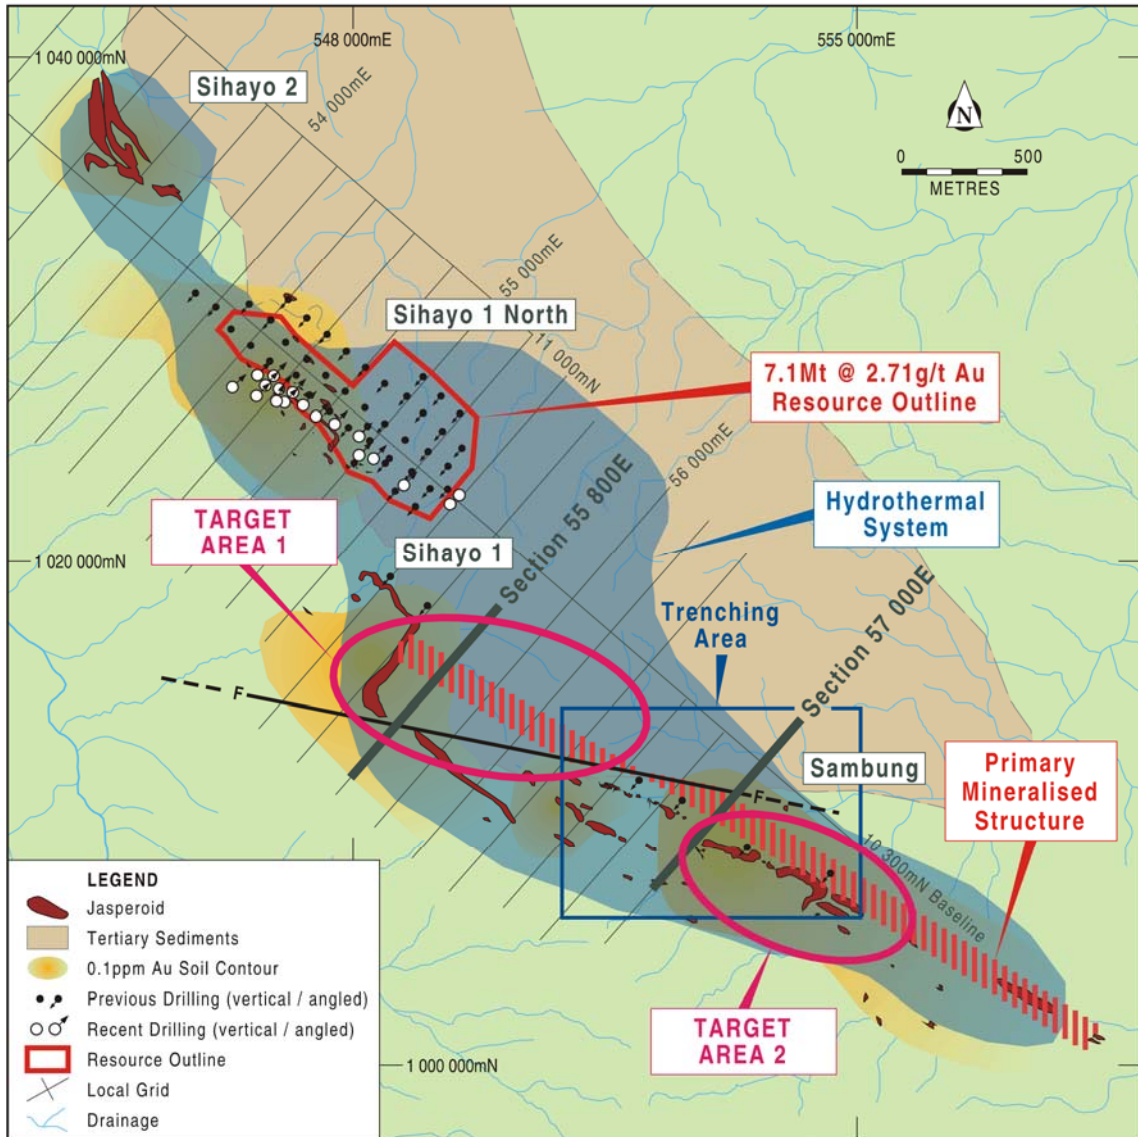 548 000mE
555 000mE
1 040 000mN
Sihayo 2
54 000mE
N
0 500
METRES
55 000mE
Sihayo 1 North
11 000mN
7.1Mt @ 2.71g/t Au
Resource Outline
56 000mE
Hydrothermal
System
TARGET
AREA 1
Sihayo 1
1 020 000mN
Section 55 800E
Section 57 000E
Trenching
Area
F
Sambung
F
Primary
Mineralised
Structure
10 300mN Baseline
TARGET
AREA 2
1 000 000mN
LEGEND
Jasperoid
Tertiary Sediments
0.1ppm Au Soil Contour
Previous Drilling (vertical / angled)
Recent Drilling (vertical / angled)
Resource Outline
Local Grid
Drainage